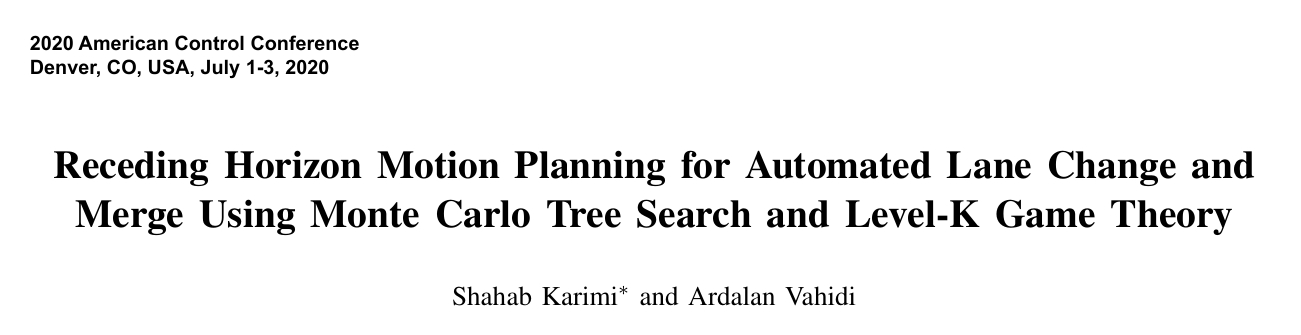 2020 American Control Conference
Denver, CO, USA, July 1-3, 2020
Receding Horizon Motion Planning for Automated Lane Change and
Merge Using Monte Carlo Tree Search and Level-K Game Theory
Shahab Karimi* and Ardalan Vahidi